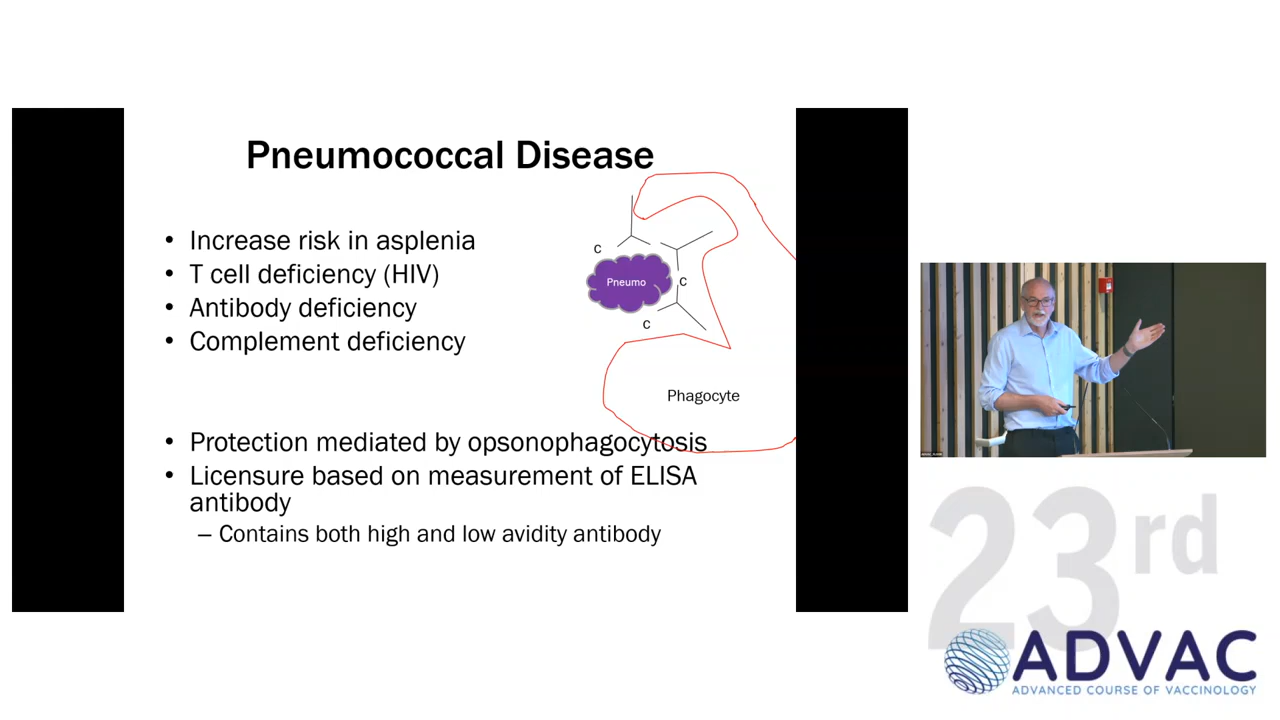 Pneumococcal Disease
• Increase risk in asplenia
• T cell deficiency (HIV)
• Antibody deficiency
• Complement deficiency
C
Pneumo
C
C
Phagocyte
• Protection mediated by opsonophagocytosis
• Licensure based on measurement of ELISA
antibody
– Contains both high and low avidity antibody
23rd
ADVAC
ADVANCED COURSE OF VACCINOLOGY